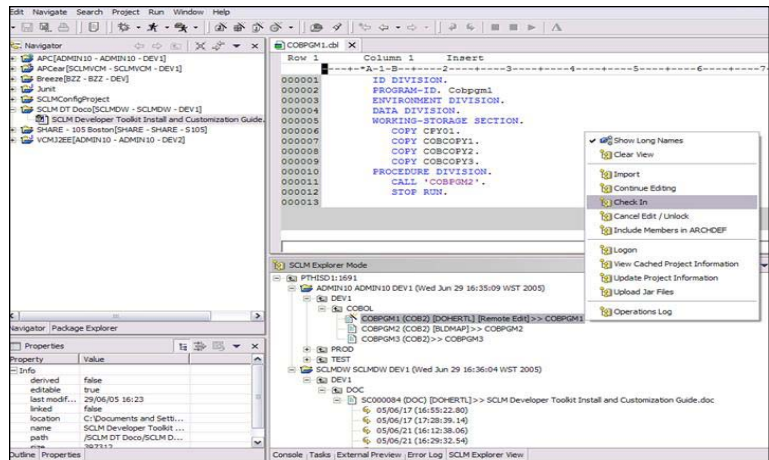 Edit Navigate Search Project Run Window Help
Navigator
APC[ADMIN10 - ADMIN10 - DEV1]
APCear[SCLMVCM - SCLMVCM - DEV1]
Breeze[BZZ - BZZ - DEV]
Junit
SCLMConfigProject
SCLM DT Doco[SCLMDW - SCLMDW - DEV1]
SCLM Developer Toolkit Install and Customization Guide.
SHARE - 105 Boston[SHARE - SHARE - S105]
VCMJ2EE[ADMIN10 - ADMIN10 - DEV2]
Navigator Package Explorer
Properties
Property Value
Info
derived false
editable true
last modif... 29/06/05 16:23
linked false
location C:\Documents and Setti...
name SCLM Developer Toolkit ...
path /SCLM DT Doco/SCLM D...
size 397312
Outline Properties
COBPGM1.cbl
Row 1 Column 1 Insert
----+-*A-1-B--+----2----+----3----+----4----+----5----+----6----+----7-
000001 ID DIVISION.
000002 PROGRAM-ID. Cobpgm1
000003 ENVIRONMENT DIVISION.
000004 DATA DIVISION.
000005 WORKING-STORAGE SECTION.
000006 COPY CPY01.
000007 COPY COBCOPY1.
000008 COPY COBCOPY2.
000009 COPY COBCOPY3.
000010 PROCEDURE DIVISION.
000011 CALL 'COBPGM2'.
000012 STOP RUN.
000013
Show Long Names
Clear View
Import
Continue Editing
Check In
Cancel Edit / Unlock
Include Members in ARCHDEF
Logon
View Cached Project Information
Update Project Information
Upload Jar Files
Operations Log
SCLM Explorer Mode
PTHISD1:1691
ADMIN10 ADMIN10 DEV1 (Wed Jun 29 16:35:09 WST 2005)
DEV1
COBOL
COBPGM1 (COB2) [DOHERTL] [Remote Edit]>> COBPGM1
COBPGM2 (COB2) [BLDMAP]>> COBPGM2
COBPGM3 (COB2)>> COBPGM3
PROD
TEST
SCLMDW SCLMDW DEV1 (Wed Jun 29 16:36:04 WST 2005)
DEV1
DOC
SC000084 (DOC) [DOHERTL]>> SCLM Developer Toolkit Install and Customization Guide.doc
05/06/17 (16:55:22.80)
05/06/17 (17:28:39.14)
05/06/21 (16:12:38.06)
05/06/21 (16:29:32.54)
Console Tasks External Preview Error Log SCLM Explorer View